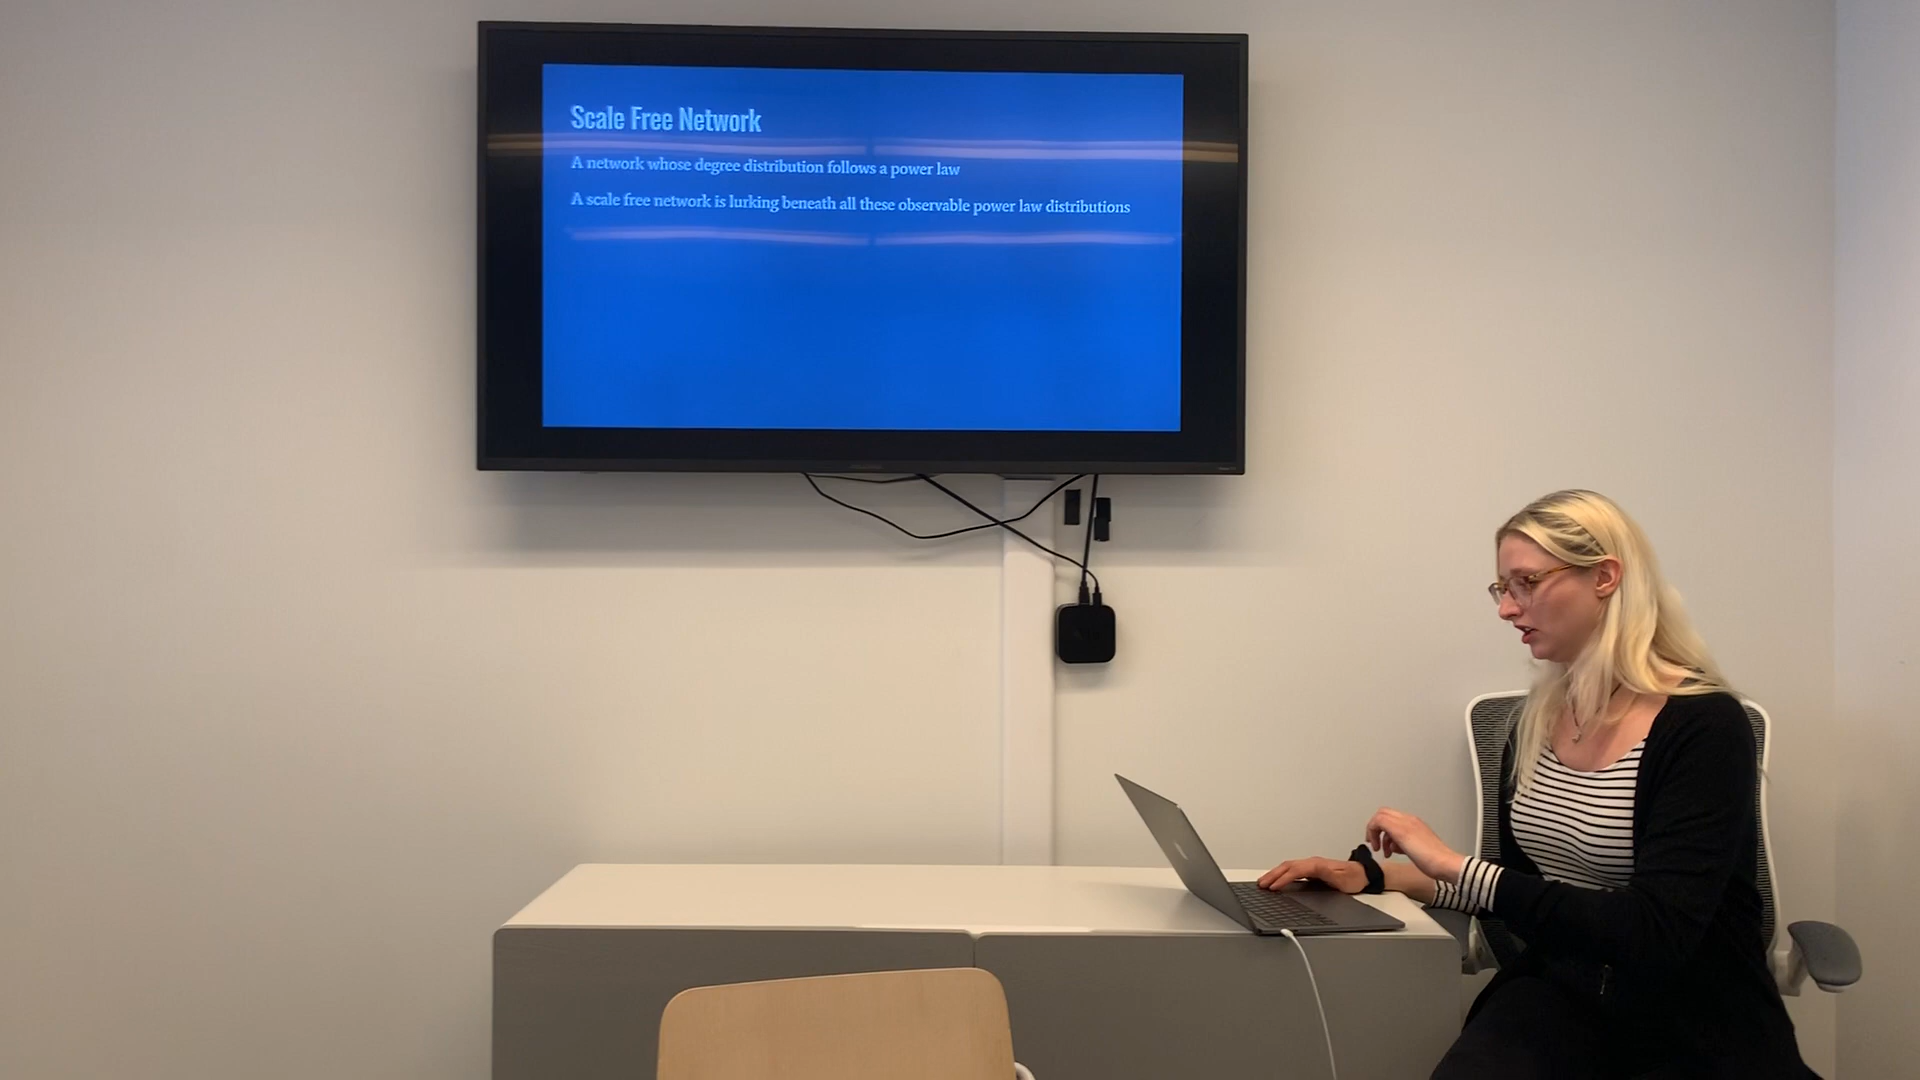 Scale Free Network
A network whose degree distribution follows a power law
A scale free network is lurking beneath all these observable power law distributions